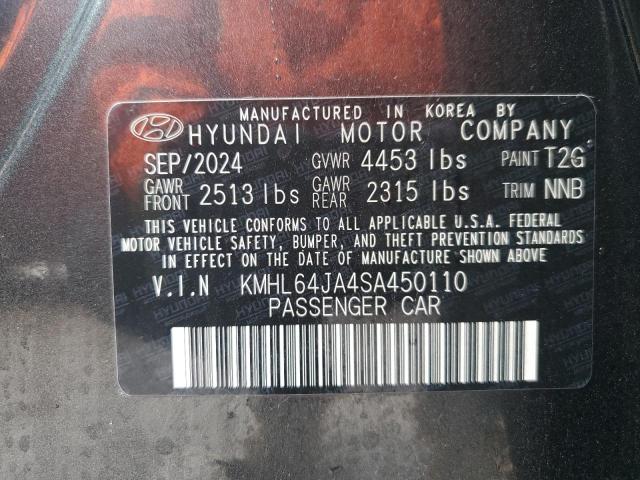 MANUFACTURED IN KOREA BY
HYUNDAI MOTOR COMPANY
SEP/2024 GVWR 4453 lbs PAINT T2G
GAWR FRONT 2513 lbs GAWR REAR 2315 lbs TRIM NNB
THIS VEHICLE CONFORMS TO ALL APPLICABLE U.S.A. FEDERAL
MOTOR VEHICLE SAFETY, BUMPER, AND THEFT PREVENTION STANDARDS
IN EFFECT ON THE DATE OF MANUFACTURE SHOWN ABOVE.
V.I.N KMHL64JA4SA450110
PASSENGER CAR